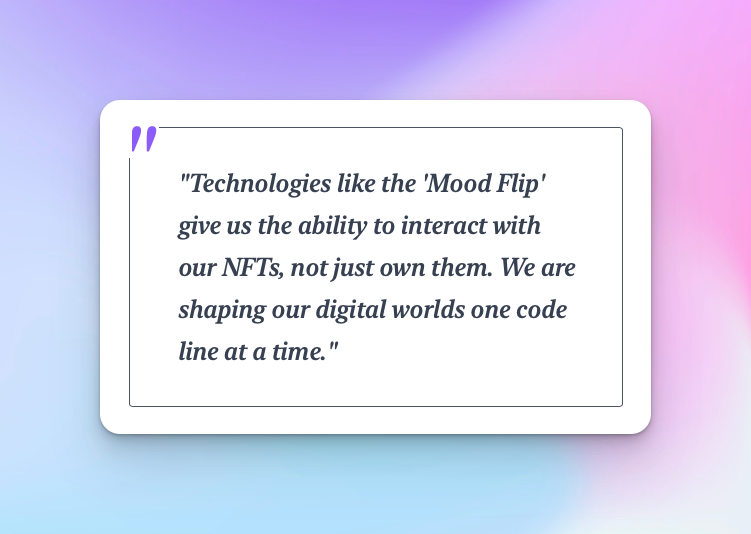 "
"Technologies like the 'Mood Flip'
give us the ability to interact with
our NFTs, not just own them. We are
shaping our digital worlds one code
line at a time."